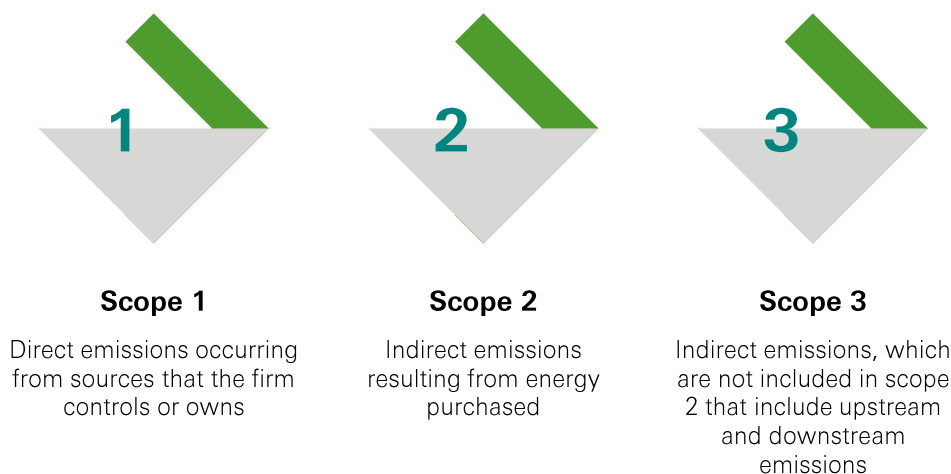 1
2
3
Scope 1
Direct emissions occurring
from sources that the firm
controls or owns
Scope 2
Indirect emissions
resulting from energy
purchased
Scope 3
Indirect emissions, which
are not included in scope
2 that include upstream
and downstream
emissions